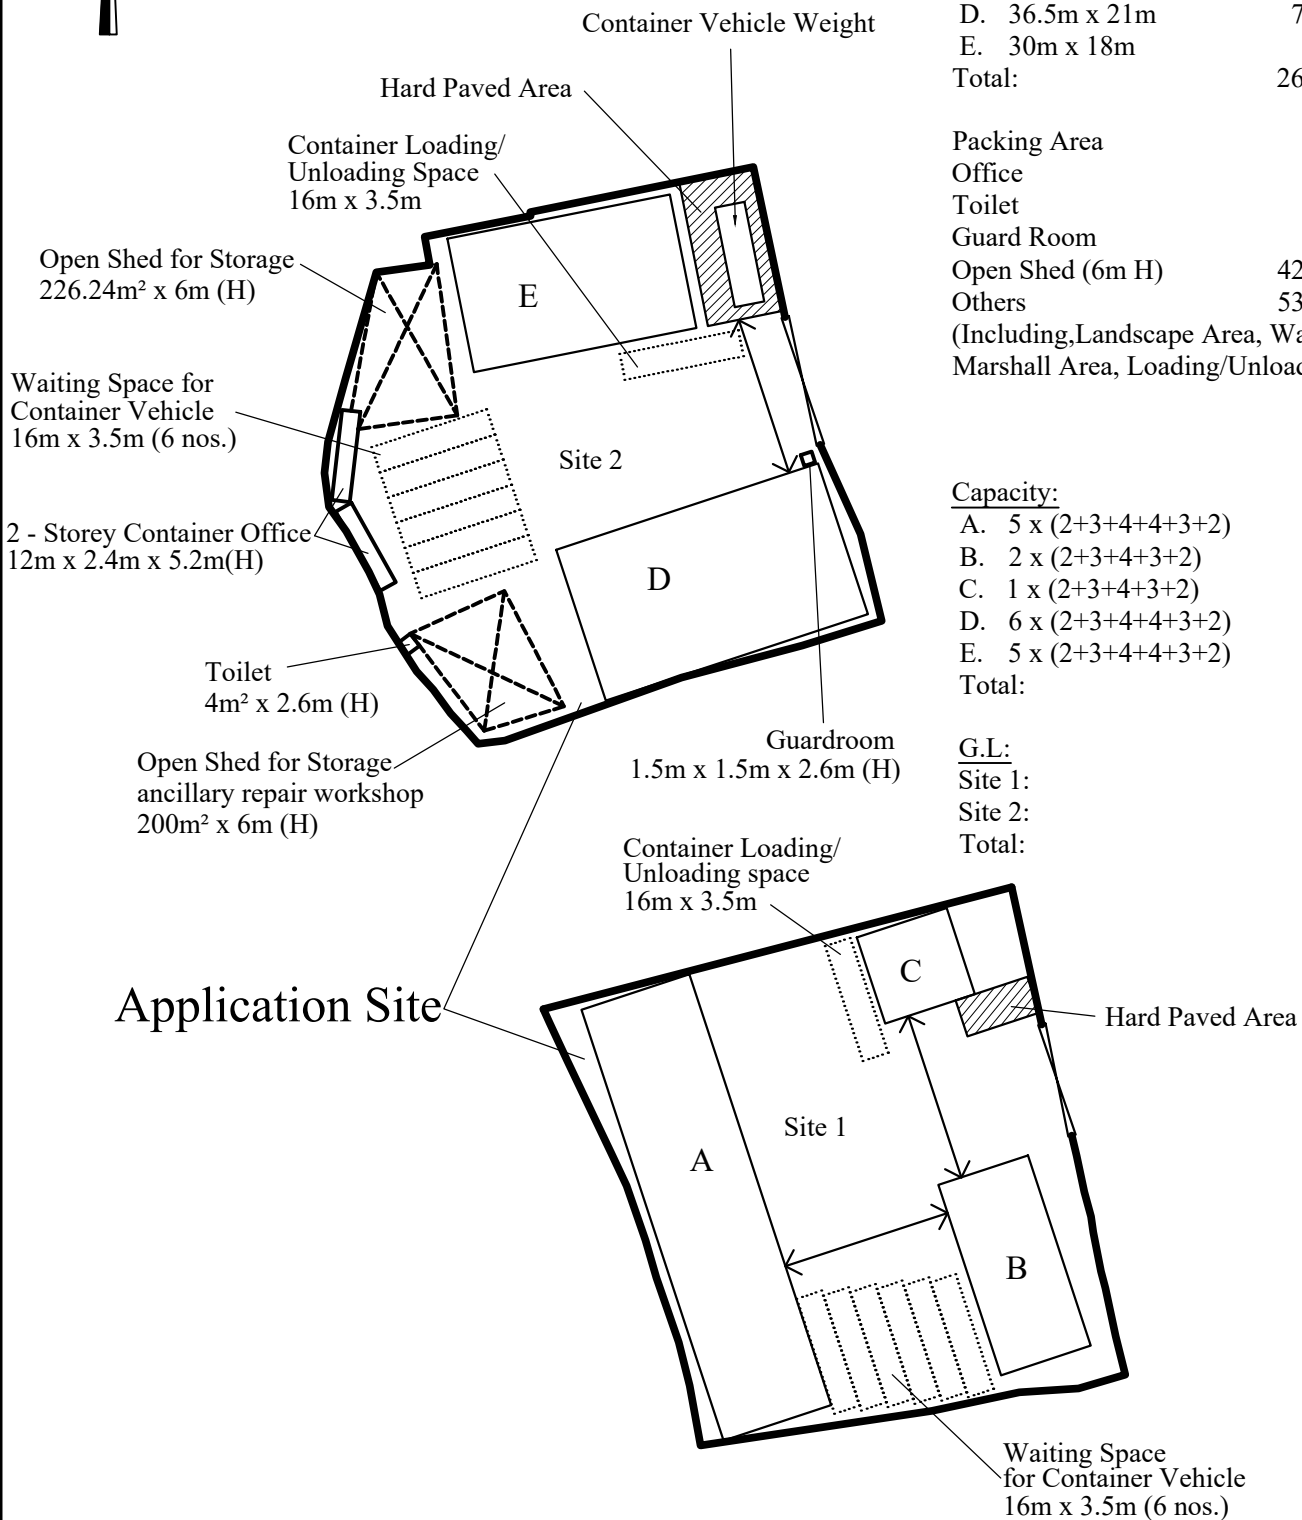 Container Vehicle Weight
Hard Paved Area
Container Loading/
Unloading Space
16m x 3.5m
Open Shed for Storage
226.24m² x 6m (H)
Waiting Space for
Container Vehicle
16m x 3.5m (6 nos.)
2 - Storey Container Office
12m x 2.4m x 5.2m(H)
Toilet
4m² x 2.6m (H)
Open Shed for Storage
ancillary repair workshop
200m² x 6m (H)
E
Site 2
D
Guardroom
1.5m x 1.5m x 2.6m (H)
D. 36.5m x 21m 7
E. 30m x 18m
Total: 26
Packing Area
Office
Toilet
Guard Room
Open Shed (6m H) 42
Others 53
(Including,Landscape Area, Wa
Marshall Area, Loading/Unload
Capacity:
A. 5 x (2+3+4+4+3+2)
B. 2 x (2+3+4+3+2)
C. 1 x (2+3+4+3+2)
D. 6 x (2+3+4+4+3+2)
E. 5 x (2+3+4+4+3+2)
Total:
G.L:
Site 1:
Site 2:
Total:
Container Loading/
Unloading space
16m x 3.5m
Application Site
C
Hard Paved Area
Site 1
A
B
Waiting Space
for Container Vehicle
16m x 3.5m (6 nos.)